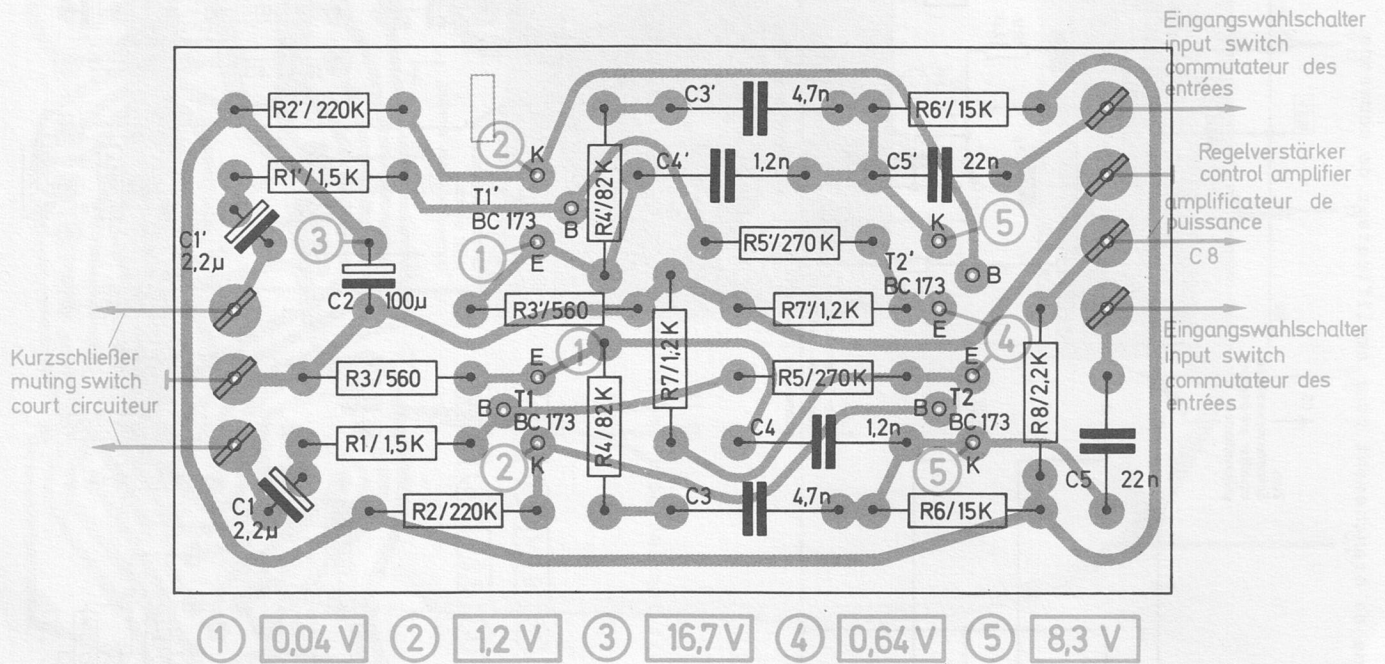 Eingangswahlschalter
input switch
commutateur des
entrées
R2'/220K
C3'
4,7n
R6'/15K
2
K
Regelverstärker
control amplifier
R1'/1,5K
R4'/82K
C4'
1,2n
C5'
22n
T1'
BC 173
B
amplificateur de
puissance
C 8
C1'
2,2µ
3
1
E
R5'/270K
K
5
T2'
BC 173
B
C2
100µ
R3'/560
R7/1,2K
R7'/1,2K
E
4
Kurzschließer
muting switch
court circuiteur
Eingangswahlschalter
input switch
commutateur des
entrées
1
R3/560
E
R5/270K
E
R8/2,2K
B
T1
BC 173
B
T2
BC 173
R1/1,5K
2
K
R4/82K
C4
1,2n
5
K
C1
2,2µ
R2/220K
C3
4,7n
R6/15K
C5
22n
1 0,04 V 2 1,2 V 3 16,7 V 4 0,64 V 5 8,3 V